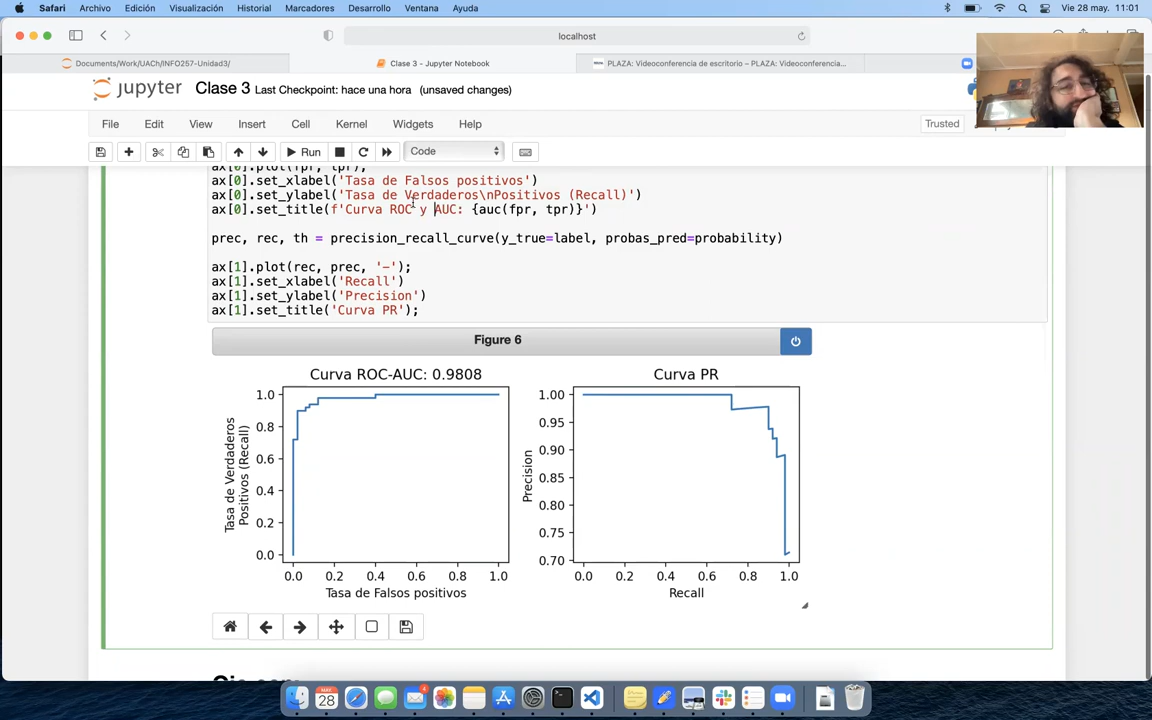 Safari Archivo Edición Visualización Historial Marcadores Desarrollo Ventana Ayuda Vie 28 may. 11:01
localhost
Documents/Work/UACh/INFO257-Unidad3/ Clase 3 - Jupyter Notebook PLAZA: Videoconferencia de escritorio – PLAZA: Videoconferencia...
jupyter Clase 3 Last Checkpoint: hace una hora (unsaved changes)
File Edit View Insert Cell Kernel Widgets Help Trusted
Run Code
ax[0].plot(fpr, tpr);
ax[0].set_xlabel('Tasa de Falsos positivos')
ax[0].set_ylabel('Tasa de Verdaderos\nPositivos (Recall)')
ax[0].set_title(f'Curva ROC y AUC: {auc(fpr, tpr)}')
prec, rec, th = precision_recall_curve(y_true=label, probas_pred=probability)
ax[1].plot(rec, prec, '-');
ax[1].set_xlabel('Recall')
ax[1].set_ylabel('Precision')
ax[1].set_title('Curva PR');
Figure 6
Curva ROC-AUC: 0.9808
Tasa de Verdaderos
Positivos (Recall)
1.0
0.8
0.6
0.4
0.2
0.0
0.0 0.2 0.4 0.6 0.8 1.0
Tasa de Falsos positivos
Curva PR
Precision
1.00
0.95
0.90
0.85
0.80
0.75
0.70
0.0 0.2 0.4 0.6 0.8 1.0
Recall
MAY
28
4